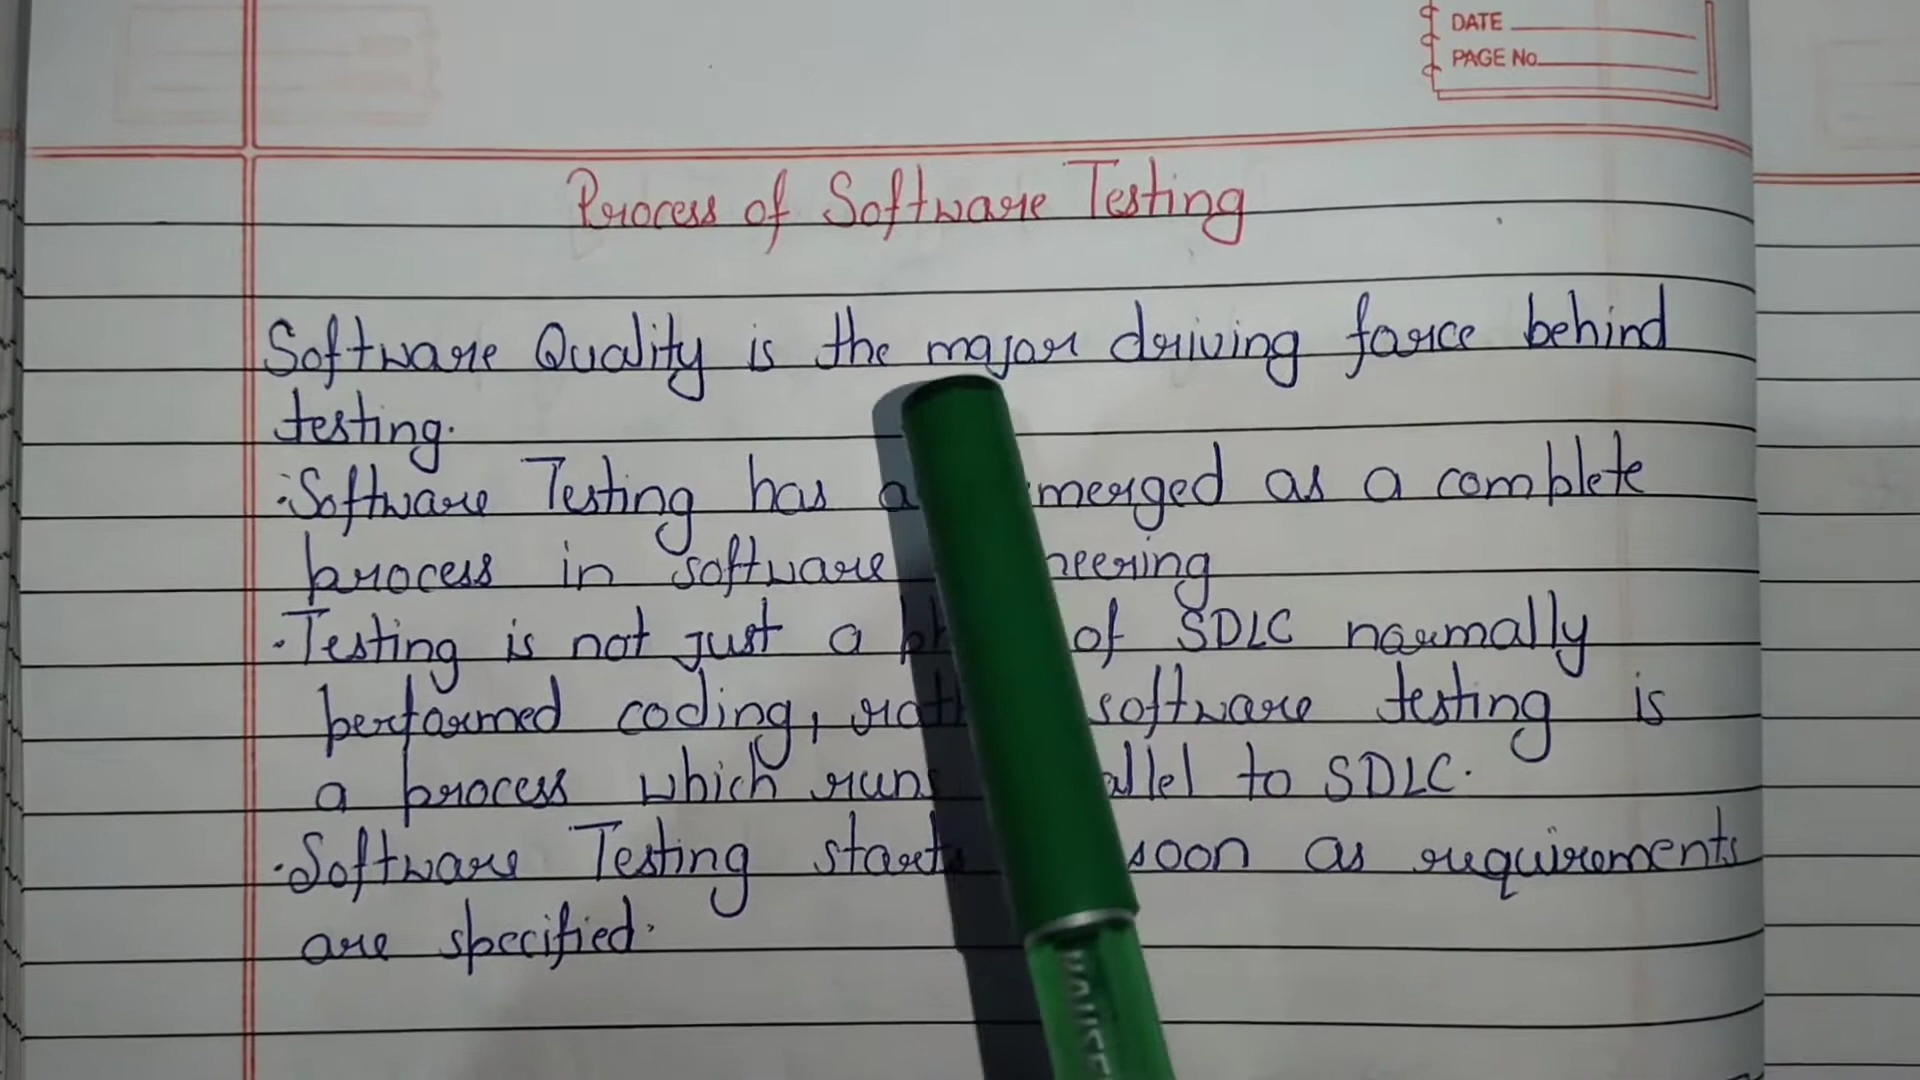 DATE
PAGE No.
Process of Software Testing
Software Quality is the major driving force behind
testing.
• Software Testing has merged as a complete
process in software
• Testing is not just a of SDLC normally
performed coding, software testing is
a process which runs to SDLC.
• Software Testing starts soon as requirements
are specified.